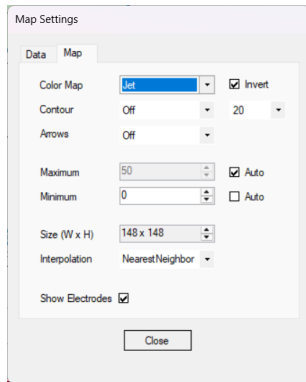 Map Settings
Data Map
Color Map Jet Invert
Contour Off 20
Arrows Off
Maximum 50 Auto
Minimum 0 Auto
Size (W x H) 148 x 148
Interpolation NearestNeighbor
Show Electrodes
Close